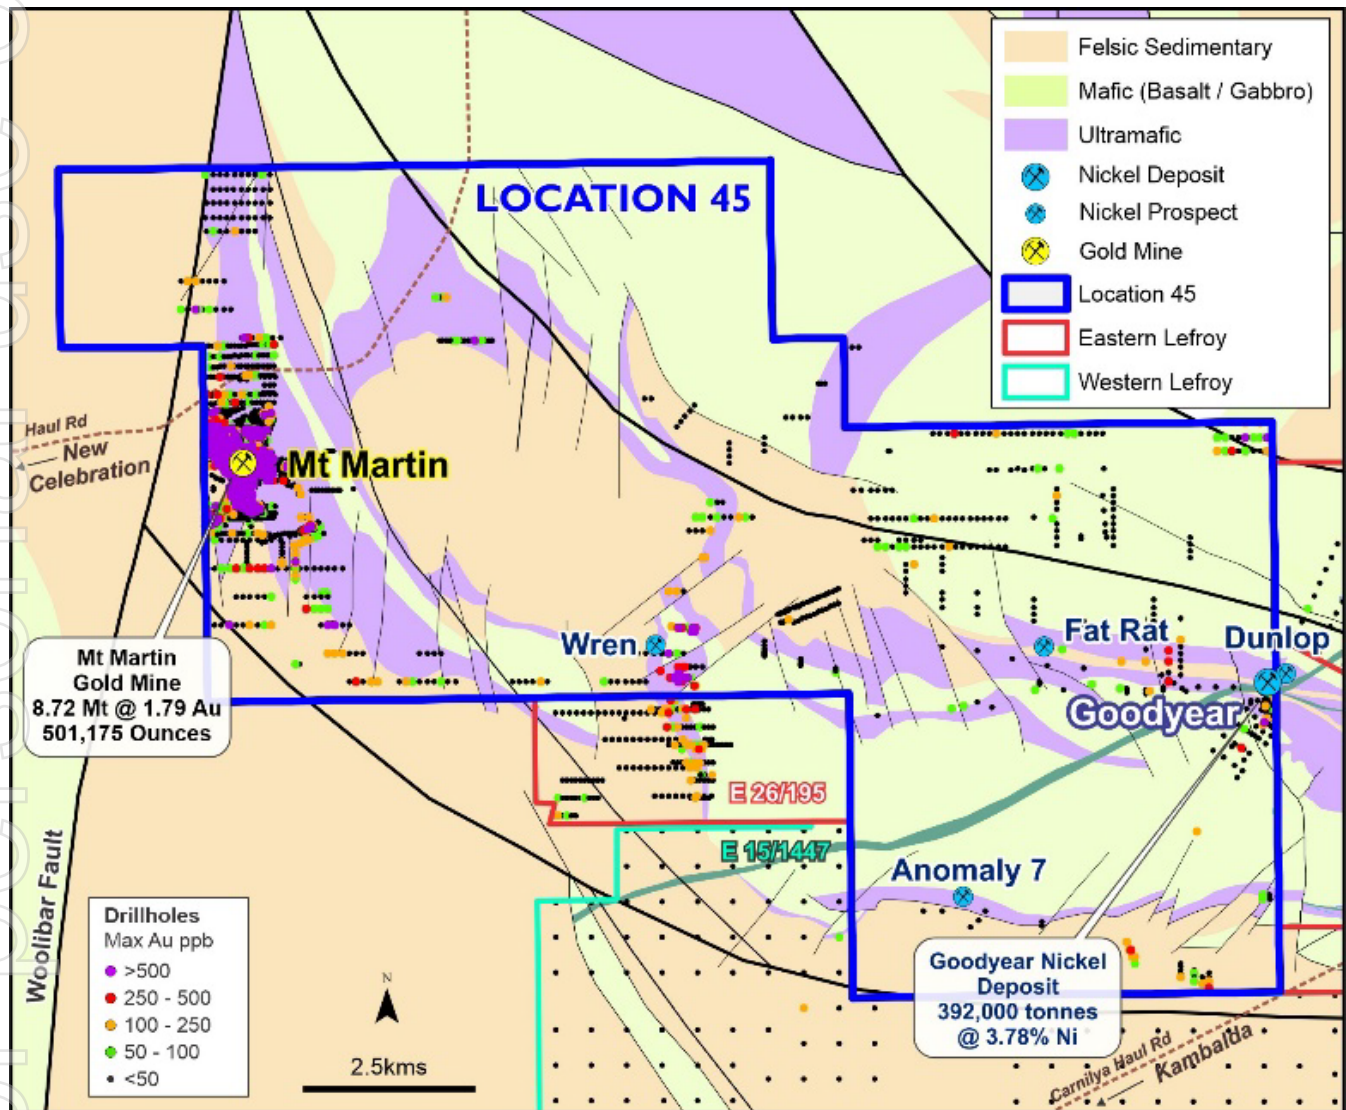 LOCATION 45
Felsic Sedimentary
Mafic (Basalt / Gabbro)
Ultramafic
Nickel Deposit
Nickel Prospect
Gold Mine
Location 45
Eastern Lefroy
Western Lefroy
Haul Rd
New
Celebration
Mt Martin
Wren
Fat Rat
Dunlop
Goodyear
Mt Martin
Gold Mine
8.72 Mt @ 1.79 Au
501,175 Ounces
E 26/195
E 15/1447
Anomaly 7
Woolibar Fault
Goodyear Nickel
Deposit
392,000 tonnes
@ 3.78% Ni
Drillholes
Max Au ppb
>500
250 - 500
100 - 250
50 - 100
<50
N
2.5kms
Carnilya Haul Rd
Kambalda